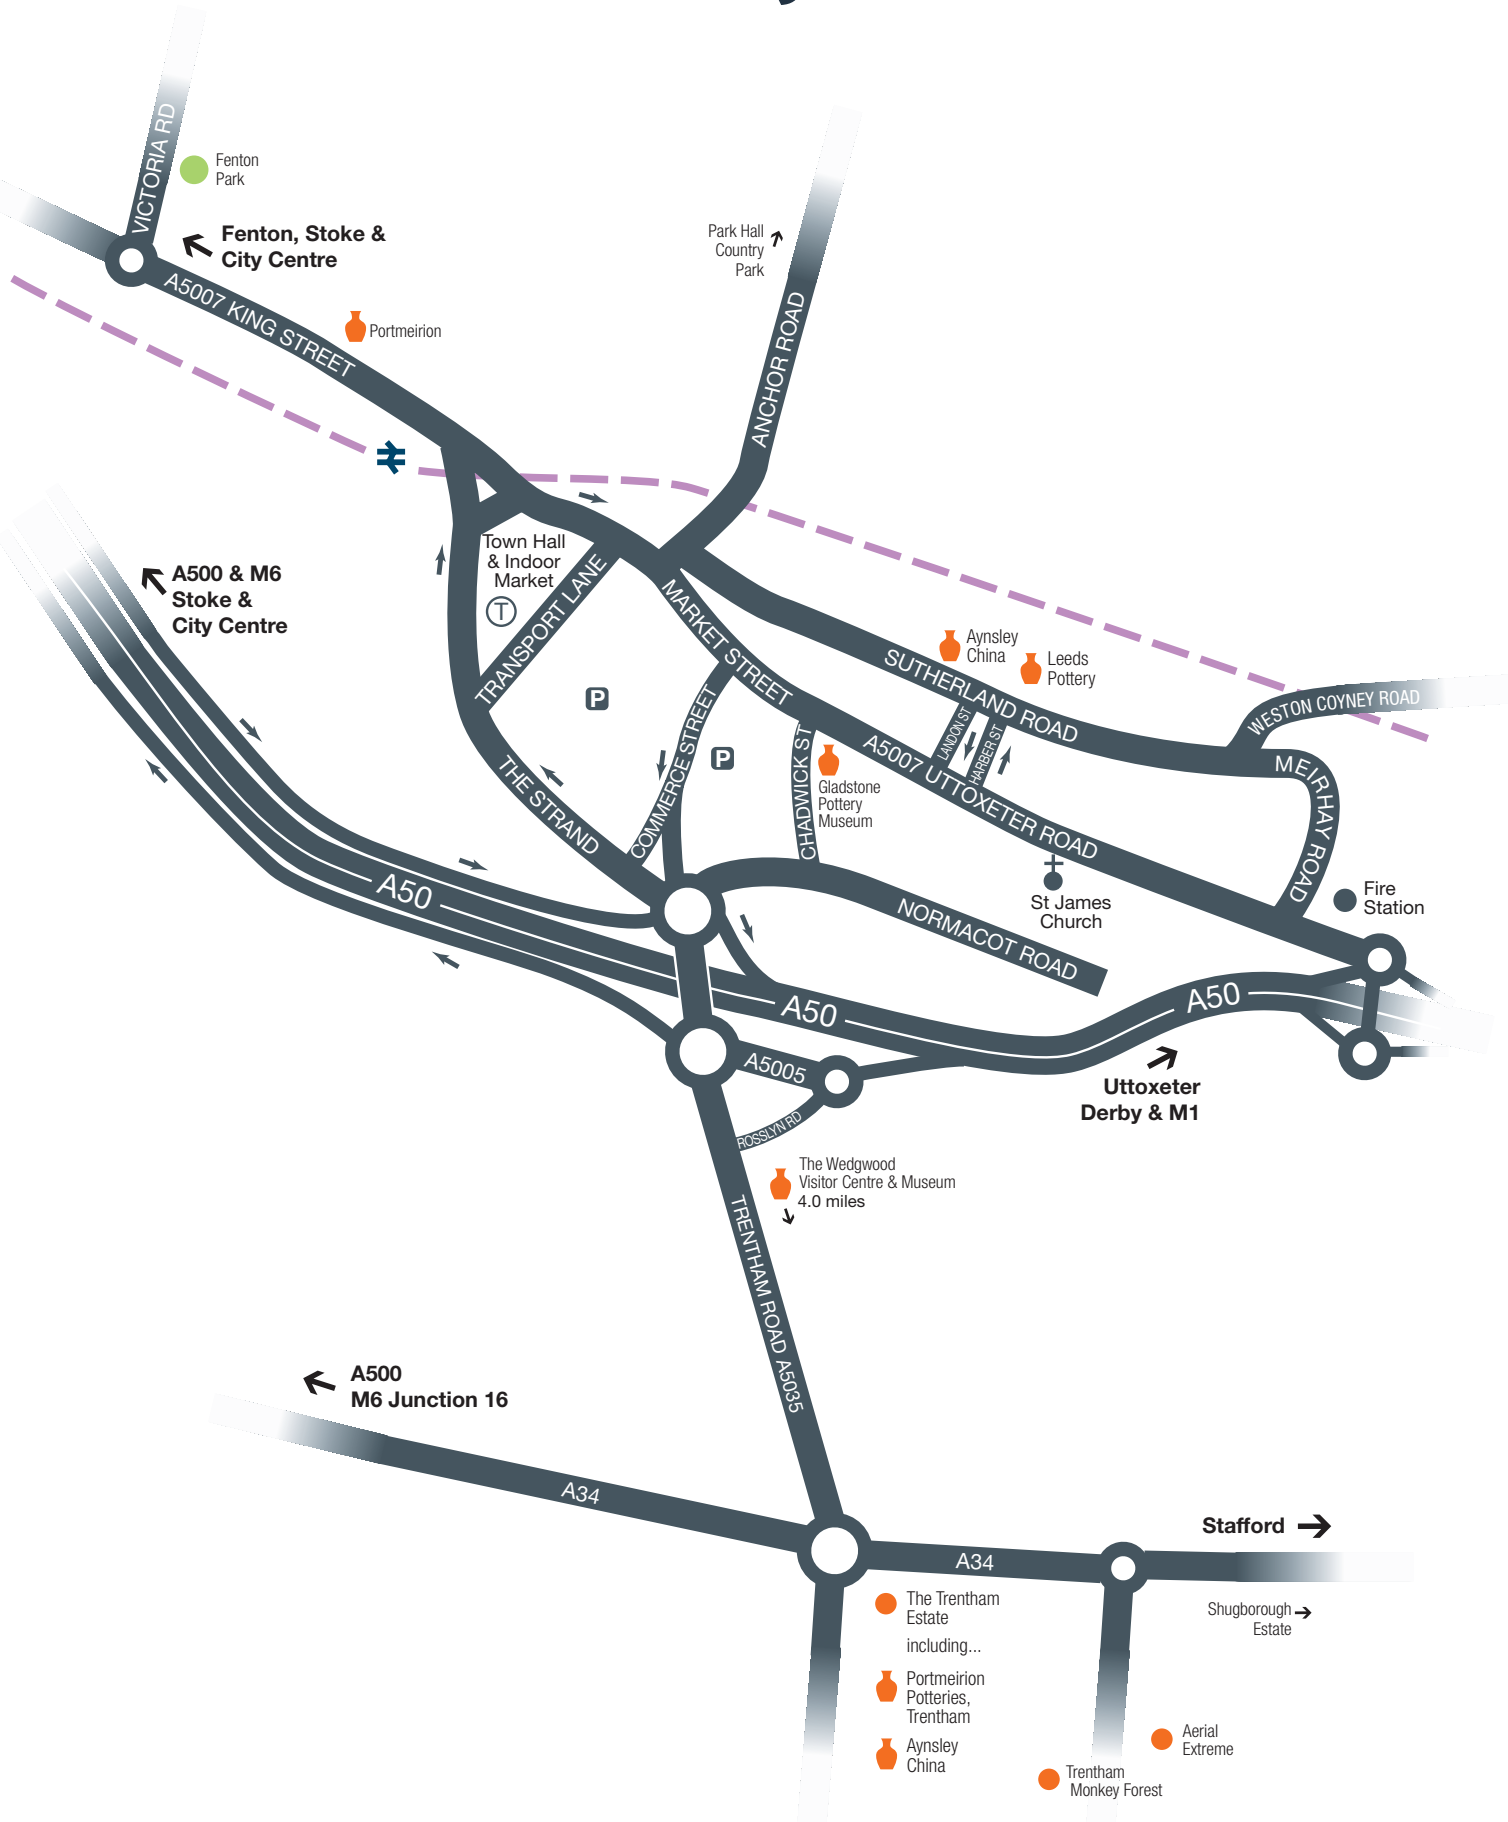 VICTORIA RD
Fenton
Park
Fenton, Stoke &
City Centre
A5007 KING STREET
Portmeirion
Park Hall
Country
Park
ANCHOR ROAD
A500 & M6
Stoke &
City Centre
Town Hall
& Indoor
Market
T
TRANSPORT LANE
MARKET STREET
P
P
COMMERCE STREET
THE STRAND
CHADWICK ST
Gladstone
Pottery
Museum
Aynsley
China
Leeds
Pottery
SUTHERLAND ROAD
LANDON ST
HARBER ST
A5007 UTTOXETER ROAD
WESTON COYNEY ROAD
MEIRHAY ROAD
St James
Church
Fire
Station
NORMACOT ROAD
A50
A50
A50
A5005
ROSSLYN RD
Uttoxeter
Derby & M1
The Wedgwood
Visitor Centre & Museum
4.0 miles
TRENTHAM ROAD A5035
A500
M6 Junction 16
A34
A34
Stafford
Shugborough
Estate
The Trentham
Estate
including...
Portmeirion
Potteries,
Trentham
Aynsley
China
Aerial
Extreme
Trentham
Monkey Forest